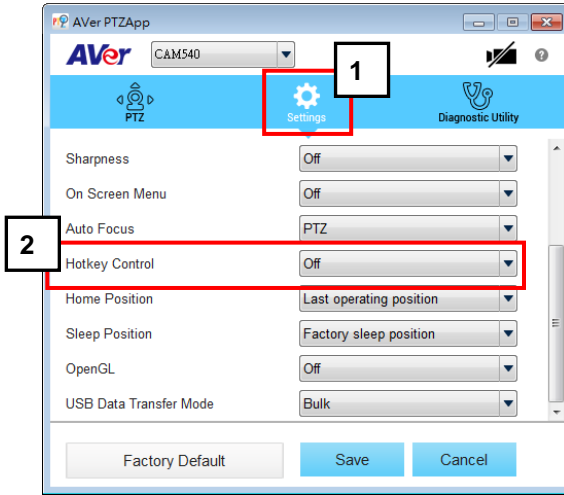 AVer PTZApp
AVer CAM540 ?
1
PTZ Settings Diagnostic Utility
Sharpness Off
On Screen Menu Off
Auto Focus PTZ
2
Hotkey Control Off
Home Position Last operating position
Sleep Position Factory sleep position
OpenGL Off
USB Data Transfer Mode Bulk
Factory Default Save Cancel